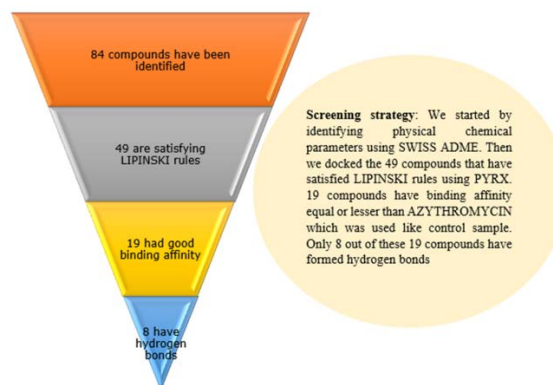 84 compounds have been
identified
49 are satisfying
LIPINSKI rules
19 had good
binding affinity
8 have
hydrogen
bonds
Screening strategy: We started by
identifying physical chemical
parameters using SWISS ADME. Then
we docked the 49 compounds that have
satisfied LIPINSKI rules using PYRX.
19 compounds have binding affinity
equal or lesser than AZYTHROMYCIN
which was used like control sample.
Only 8 out of these 19 compounds have
formed hydrogen bonds